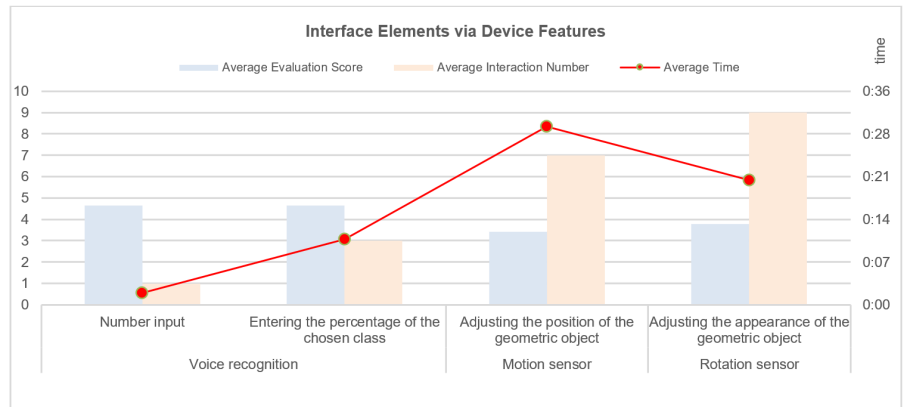 Interface Elements via Device Features
time
Average Evaluation Score
Average Interaction Number
Average Time
10
9
8
7
6
5
4
3
2
1
0
0:36
0:28
0:21
0:14
0:07
0:00
Number input
Entering the percentage of the
chosen class
Adjusting the position of the
geometric object
Adjusting the appearance of the
geometric object
Voice recognition
Motion sensor
Rotation sensor